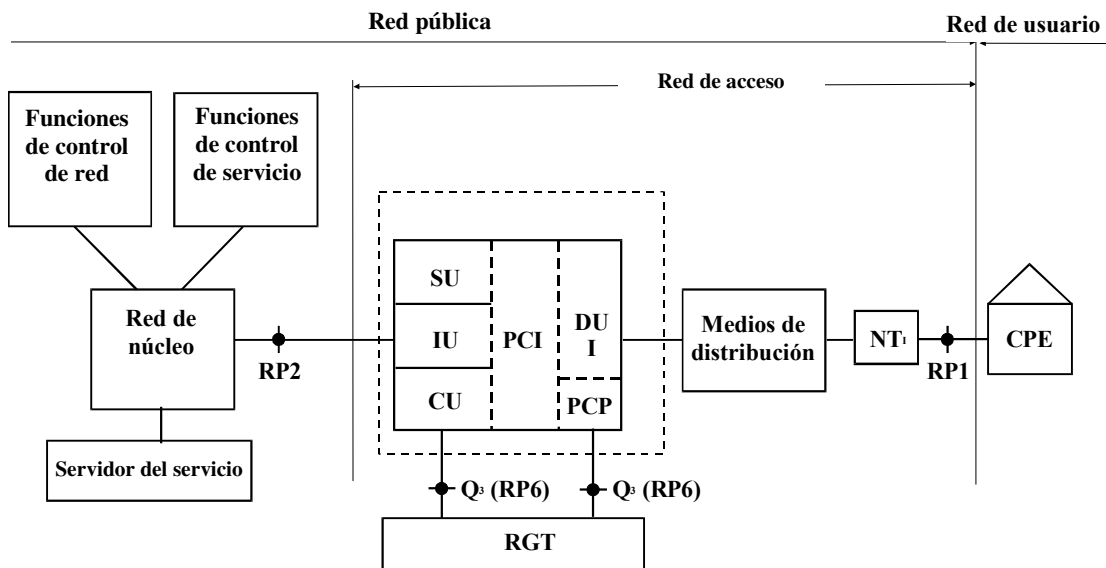 Red pública
Red de usuario
Red de acceso
Funciones
de control
de red
Funciones
de control
de servicio
Red de
núcleo
RP2
Servidor del servicio
SU
IU
CU
PCI
DU
I
PCP
Medios de
distribución
NT₁
RP1
CPE
Q₃ (RP6)
Q₃ (RP6)
RGT